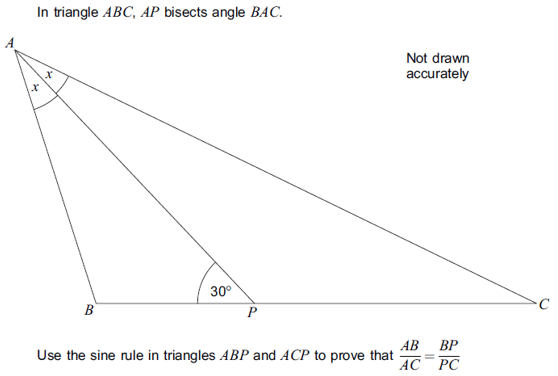 In triangle ABC, AP bisects angle BAC.
A
x
x
Not drawn
accurately
30°
B
P
C
Use the sine rule in triangles ABP and ACP to prove that AB/AC = BP/PC